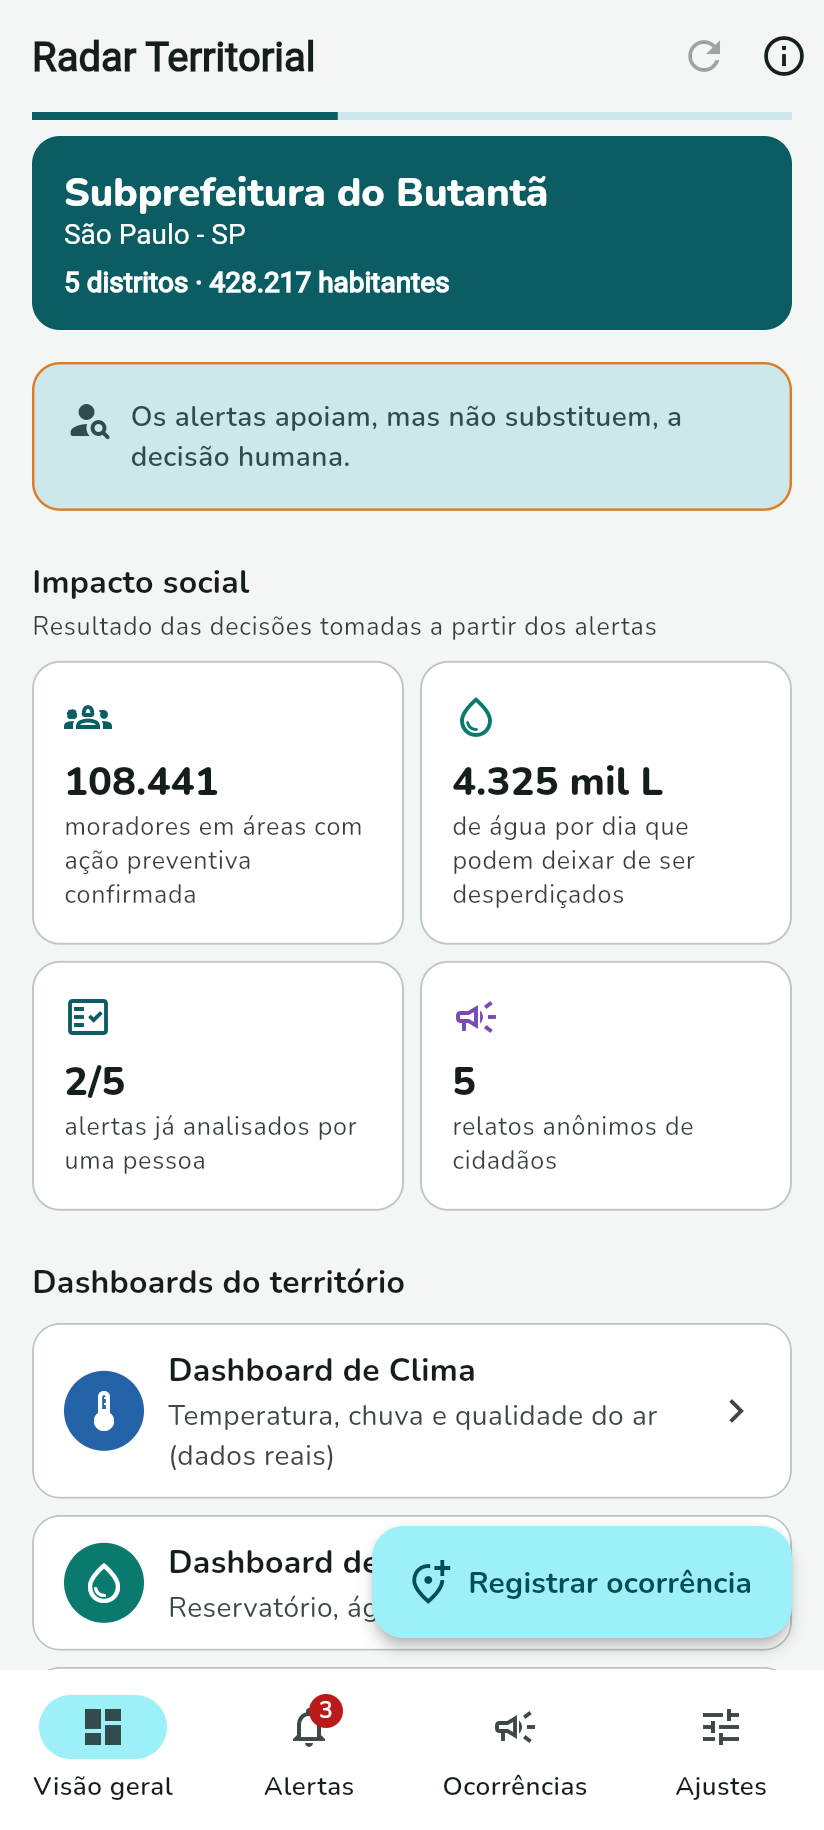 Radar Territorial
Subprefeitura do Butantã
São Paulo - SP
5 distritos · 428.217 habitantes
Os alertas apoiam, mas não substituem, a
decisão humana.
Impacto social
Resultado das decisões tomadas a partir dos alertas
108.441
moradores em áreas com
ação preventiva
confirmada
4.325 mil L
de água por dia que
podem deixar de ser
desperdiçados
2/5
alertas já analisados por
uma pessoa
5
relatos anônimos de
cidadãos
Dashboards do território
Dashboard de Clima
Temperatura, chuva e qualidade do ar
(dados reais)
Dashboard de
Reservatório,
Registrar ocorrência
3
Visão geral
Alertas
Ocorrências
Ajustes